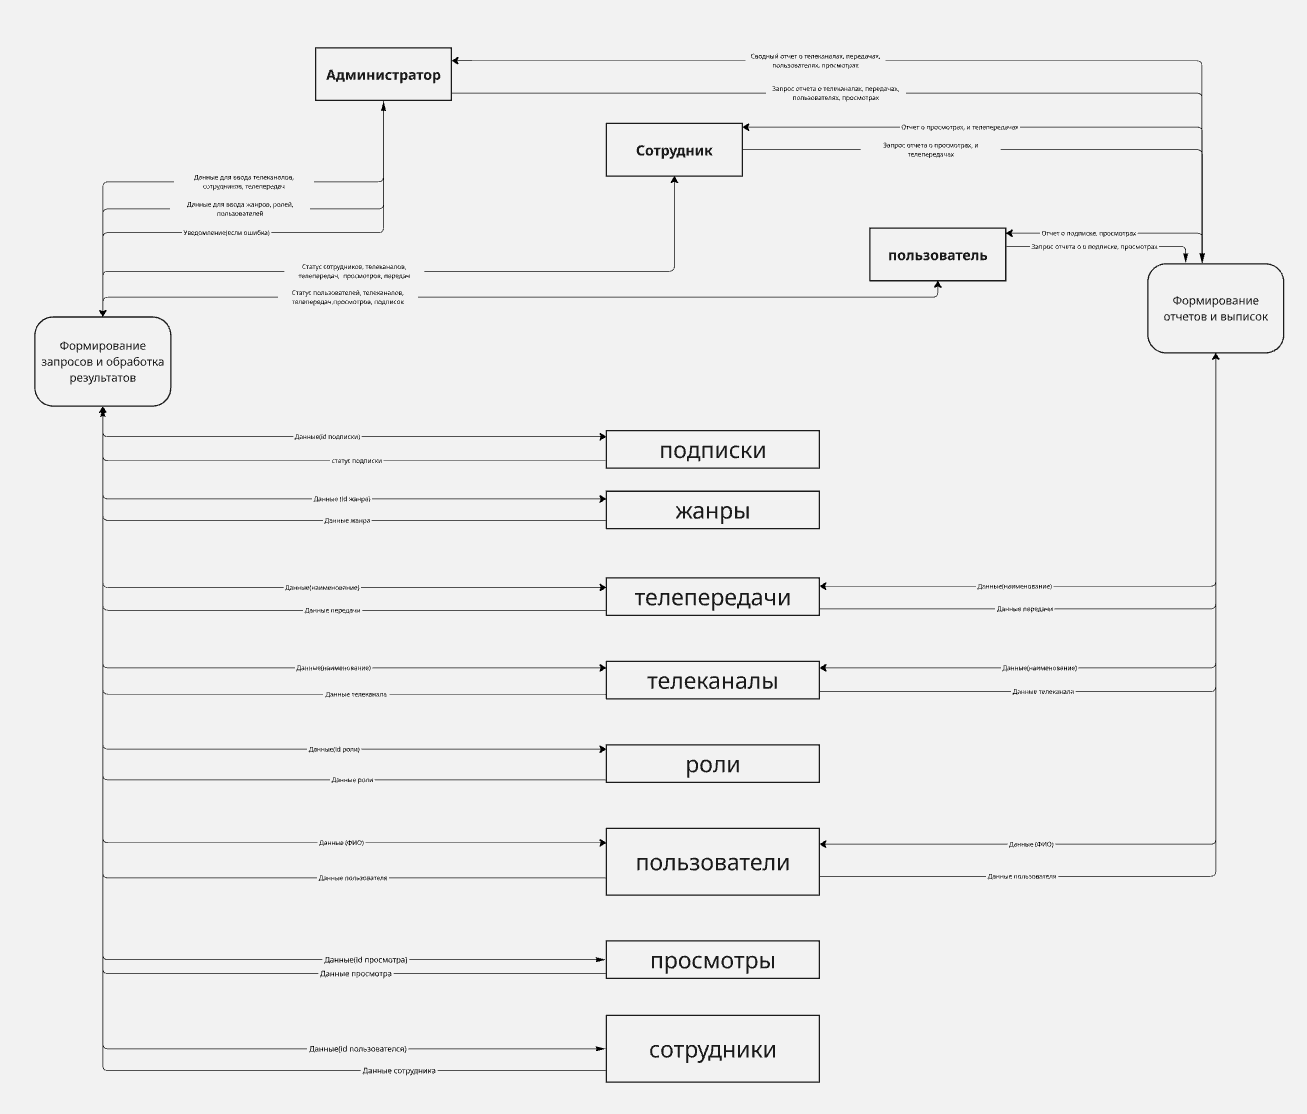 Администратор
Сводный отчет о телеканалах, передачах,
пользователях, просмотрах
Запрос отчета о телеканалах, передачах,
пользователях, просмотрах
Сотрудник
Отчет о просмотрах, и телепередачах
Запрос отчета о просмотрах, и
телепередачах
Данные для ввода телеканалов,
сотрудников, телепередач
Данные для ввода жанров, ролей,
пользователей
Уведомление(если ошибка)
пользователь
Отчет о подписке, просмотрах
Запрос отчета о о подписке, просмотрах
Статус сотрудников, телеканалов,
телепередач, просмотров, передач
Статус пользователей, телеканалов,
телепередач,просмотров, подписок
Формирование
отчетов и выписок
Формирование
запросов и обработка
результатов
Данные(id подписки)
статус подписки
подписки
Данные (id жанра)
Данные жанра
жанры
Данные(наименование)
Данные передачи
телепередачи
Данные(наименование)
Данные передачи
Данные(наименование)
Данные телеканала
телеканалы
Данные(наименование)
Данные телеканала
Данные(id роли)
Данные роли
роли
Данные (ФИО)
Данные пользователя
пользователи
Данные (ФИО)
Данные пользователя
Данные(id просмотра)
Данные просмотра
просмотры
Данные(id пользователся)
Данные сотрудника
сотрудники